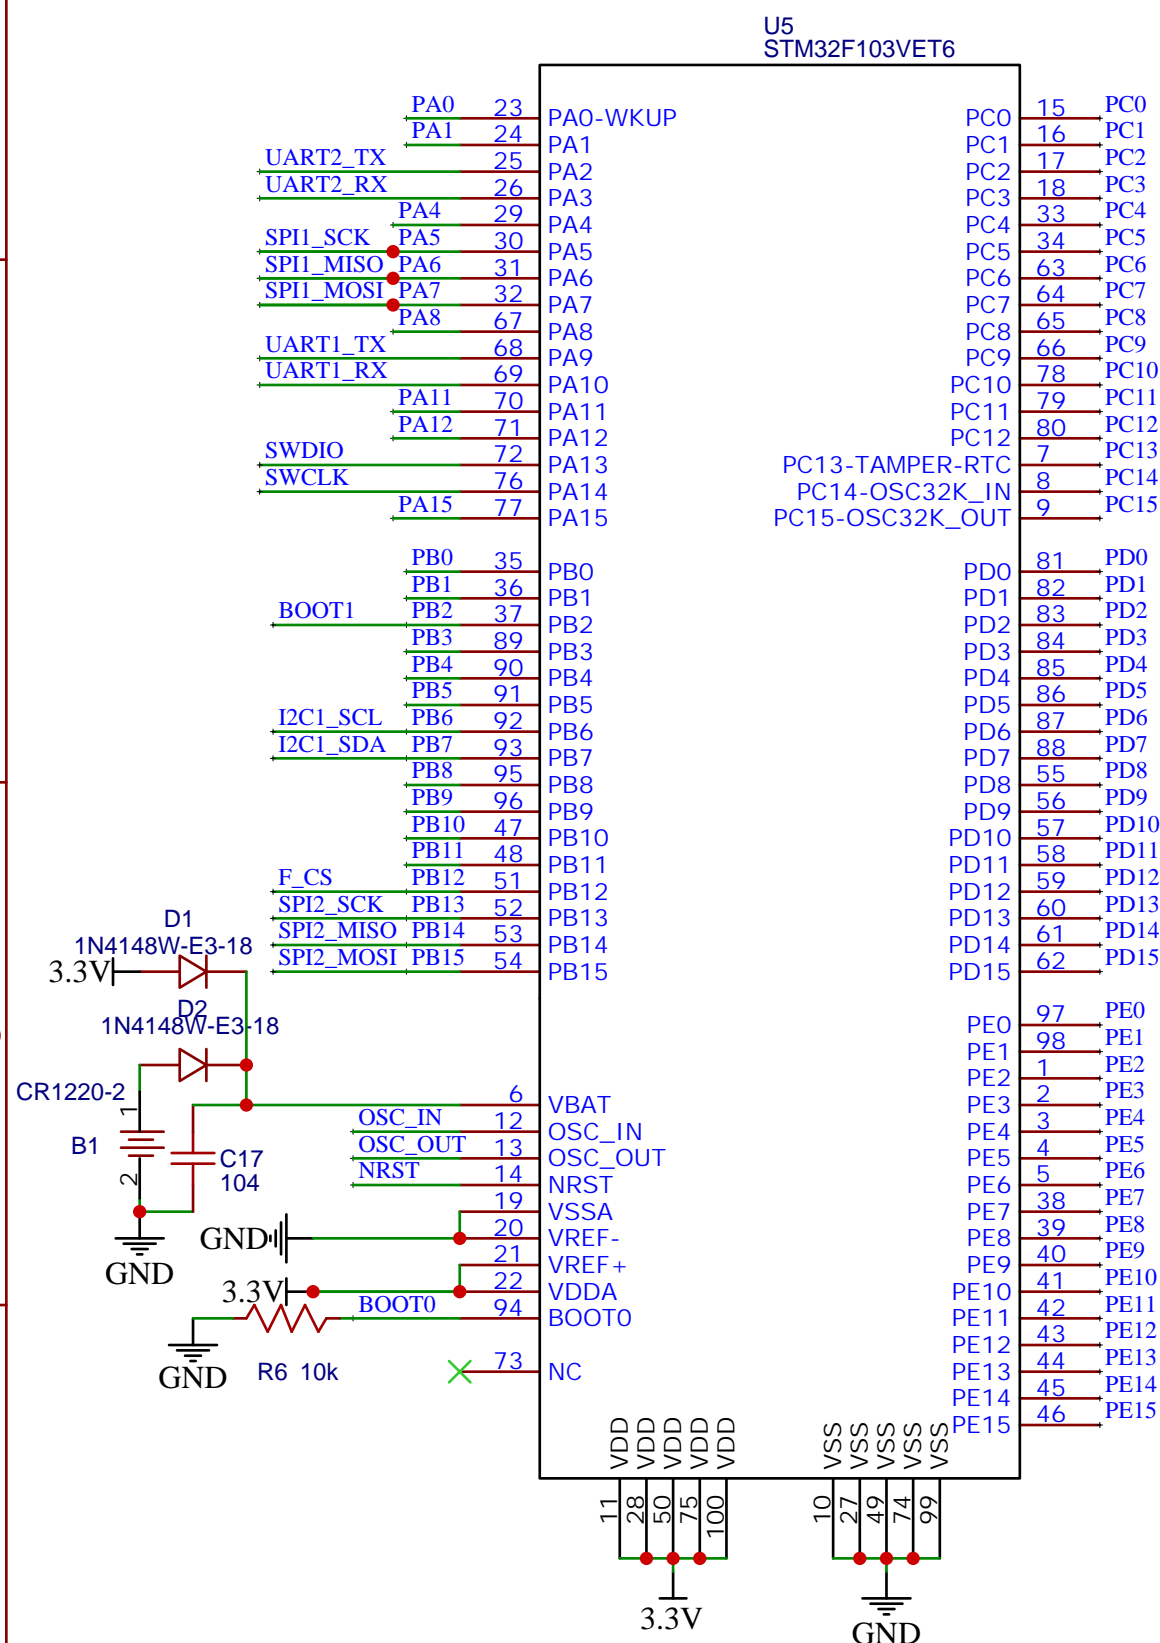 U5
STM32F103VET6
PA0 23 PA0-WKUP PC0 15 PC0
PA1 24 PA1 PC1 16 PC1
UART2_TX 25 PA2 PC2 17 PC2
UART2_RX 26 PA3 PC3 18 PC3
PA4 29 PA4 PC4 33 PC4
SPI1_SCK PA5 30 PA5 PC5 34 PC5
SPI1_MISO PA6 31 PA6 PC6 63 PC6
SPI1_MOSI PA7 32 PA7 PC7 64 PC7
PA8 67 PA8 PC8 65 PC8
UART1_TX 68 PA9 PC9 66 PC9
UART1_RX 69 PA10 PC10 78 PC10
PA11 70 PA11 PC11 79 PC11
PA12 71 PA12 PC12 80 PC12
SWDIO 72 PA13 PC13-TAMPER-RTC 7 PC13
SWCLK 76 PA14 PC14-OSC32K_IN 8 PC14
PA15 77 PA15 PC15-OSC32K_OUT 9 PC15
PB0 35 PB0 PD0 81 PD0
PB1 36 PB1 PD1 82 PD1
BOOT1 PB2 37 PB2 PD2 83 PD2
PB3 89 PB3 PD3 84 PD3
PB4 90 PB4 PD4 85 PD4
PB5 91 PB5 PD5 86 PD5
I2C1_SCL PB6 92 PB6 PD6 87 PD6
I2C1_SDA PB7 93 PB7 PD7 88 PD7
PB8 95 PB8 PD8 55 PD8
PB9 96 PB9 PD9 56 PD9
PB10 47 PB10 PD10 57 PD10
PB11 48 PB11 PD11 58 PD11
F_CS PB12 51 PB12 PD12 59 PD12
SPI2_SCK PB13 52 PB13 PD13 60 PD13
SPI2_MISO PB14 53 PB14 PD14 61 PD14
SPI2_MOSI PB15 54 PB15 PD15 62 PD15
D1
1N4148W-E3-18
3.3V
D2
1N4148W-E3-18
CR1220-2
1
B1
2
C17
104
GND
PE0 97 PE0
PE1 98 PE1
PE2 1 PE2
6 VBAT PE3 2 PE3
OSC_IN 12 OSC_IN PE4 3 PE4
OSC_OUT 13 OSC_OUT PE5 4 PE5
NRST 14 NRST PE6 5 PE6
19 VSSA PE7 38 PE7
GND 20 VREF- PE8 39 PE8
21 VREF+ PE9 40 PE9
3.3V 22 VDDA PE10 41 PE10
BOOT0 94 BOOT0 PE11 42 PE11
PE12 43 PE12
GND R6 10k 73 NC PE13 44 PE13
PE14 45 PE14
PE15 46 PE15
VDD VDD VDD VDD VDD VSS VSS VSS VSS VSS
11 28 50 75 100 10 27 49 74 99
3.3V GND